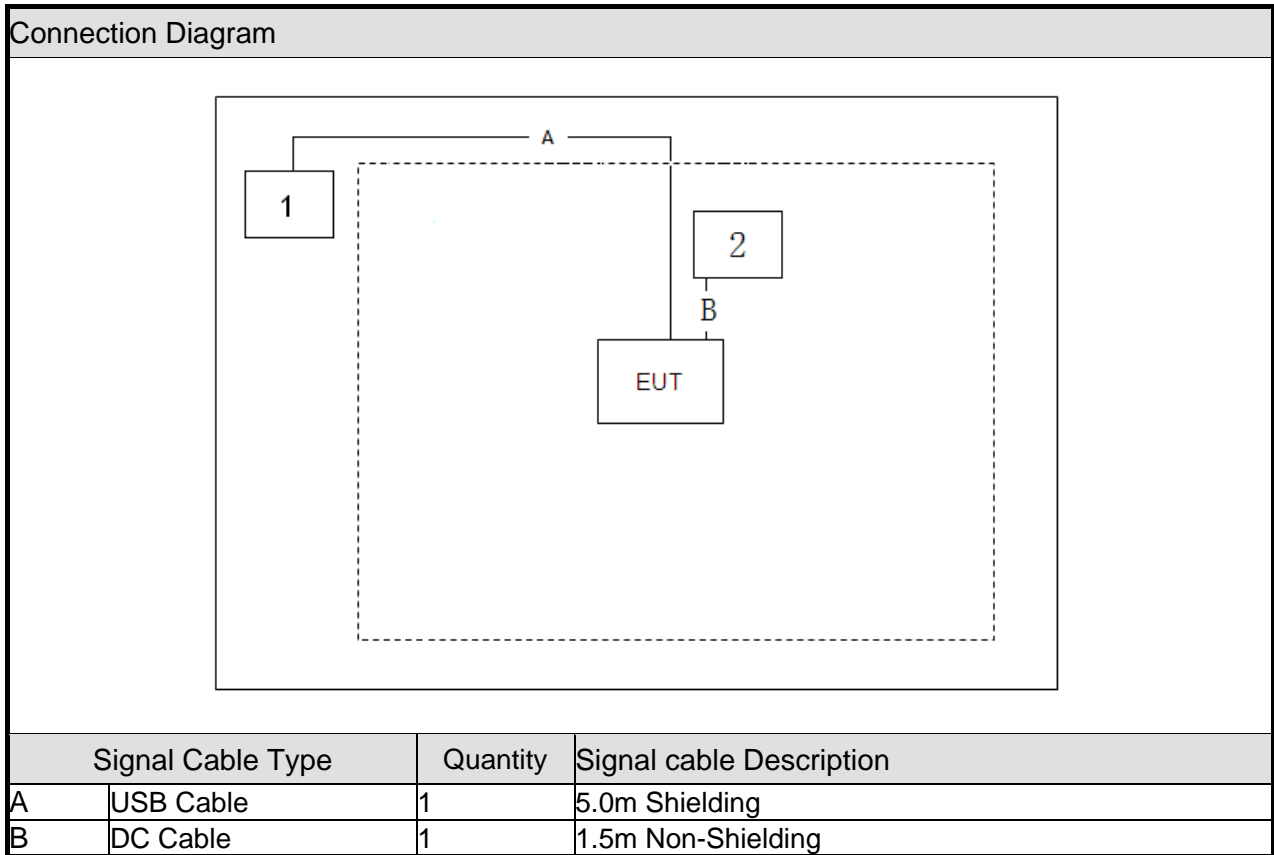 Connection Diagram
A
1
2
B
EUT
Signal Cable Type Quantity Signal cable Description
A USB Cable 1 5.0m Shielding
B DC Cable 1 1.5m Non-Shielding